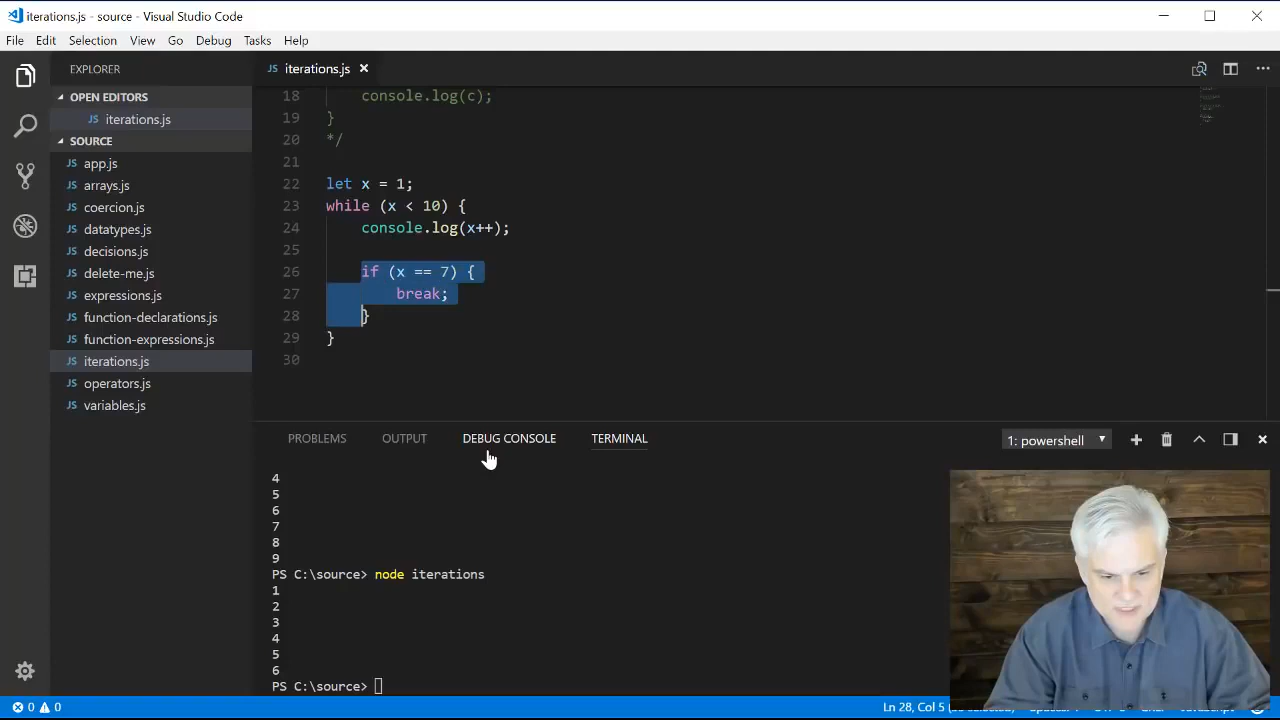 iterations.js - source - Visual Studio Code
File Edit Selection View Go Debug Tasks Help
EXPLORER
OPEN EDITORS
JS iterations.js
SOURCE
JS app.js
JS arrays.js
JS coercion.js
JS datatypes.js
JS decisions.js
JS delete-me.js
JS expressions.js
JS function-declarations.js
JS function-expressions.js
JS iterations.js
JS operators.js
JS variables.js
JS iterations.js
18 console.log(c);
19 }
20 */
21
22 let x = 1;
23 while (x < 10) {
24 console.log(x++);
25
26 if (x == 7) {
27 break;
28 }
29 }
30
PROBLEMS OUTPUT DEBUG CONSOLE TERMINAL 1: powershell
4
5
6
7
8
9
PS C:\source> node iterations
1
2
3
4
5
6
PS C:\source>
0 0 Ln 28, Col 5